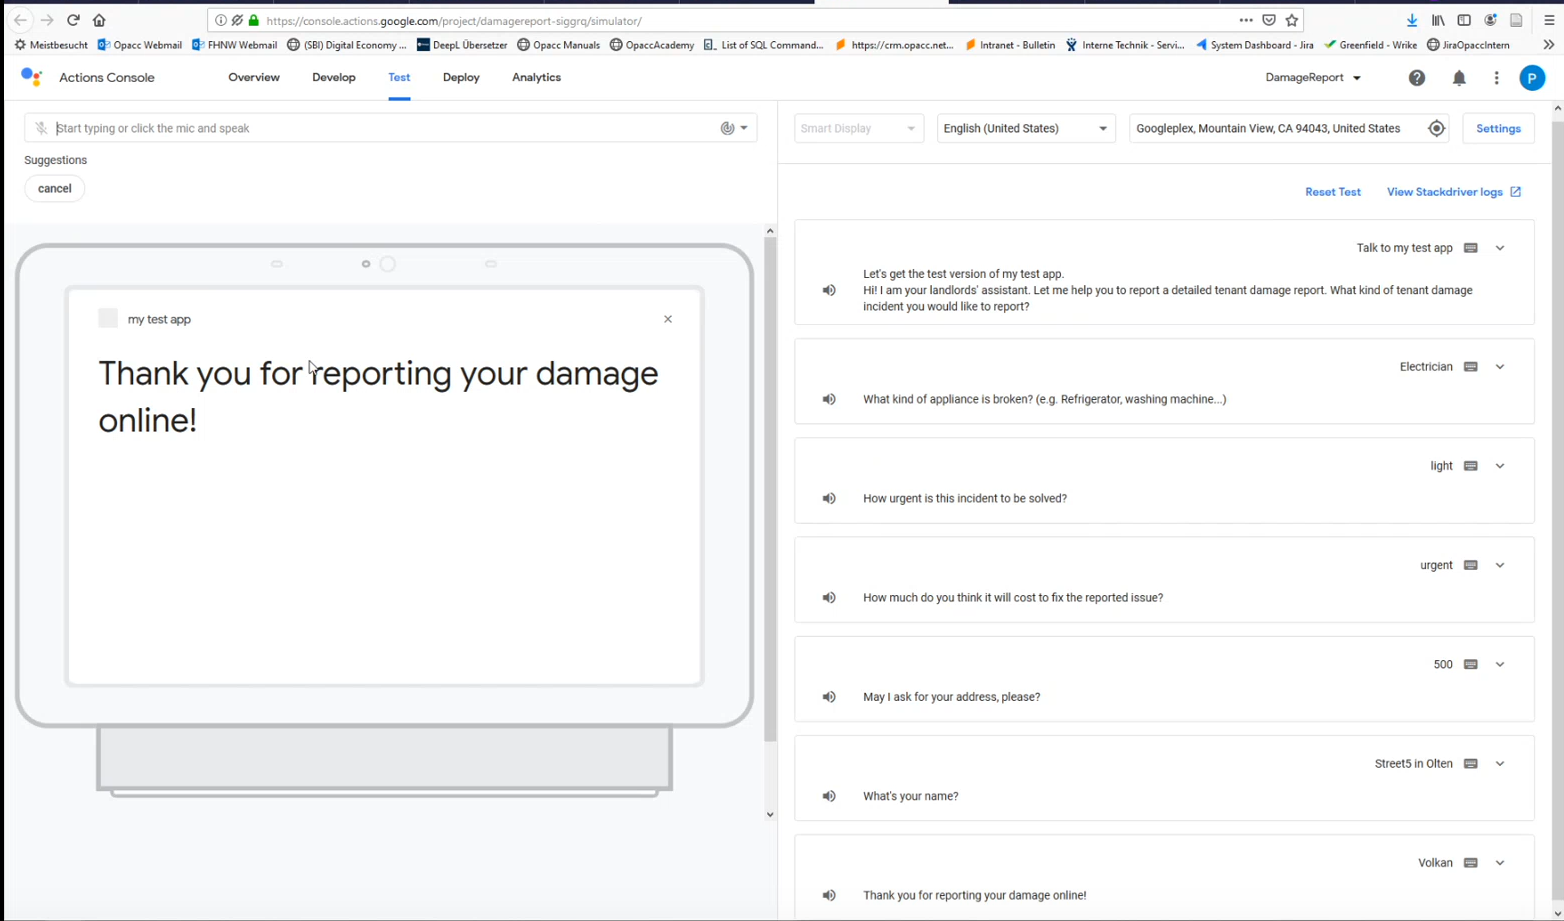 https://console.actions.google.com/project/damagereport-siggrq/simulator/
Meistbesucht Opacc Webmail FHNW Webmail (SBI) Digital Economy ... DeepL Übersetzer Opacc Manuals OpaccAcademy List of SQL Command... https://crm.opacc.net... Intranet - Bulletin Interne Technik - Servi... System Dashboard - Jira Greenfield - Wrike JiraOpaccIntern
Actions Console Overview Develop Test Deploy Analytics DamageReport P
Start typing or click the mic and speak
Smart Display English (United States) Googleplex, Mountain View, CA 94043, United States Settings
Suggestions
cancel
Reset Test View Stackdriver logs
my test app
Thank you for reporting your damage
online!
Talk to my test app
Let's get the test version of my test app.
Hi! I am your landlords' assistant. Let me help you to report a detailed tenant damage report. What kind of tenant damage
incident you would like to report?
Electrician
What kind of appliance is broken? (e.g. Refrigerator, washing machine...)
light
How urgent is this incident to be solved?
urgent
How much do you think it will cost to fix the reported issue?
500
May I ask for your address, please?
Street5 in Olten
What's your name?
Volkan
Thank you for reporting your damage online!